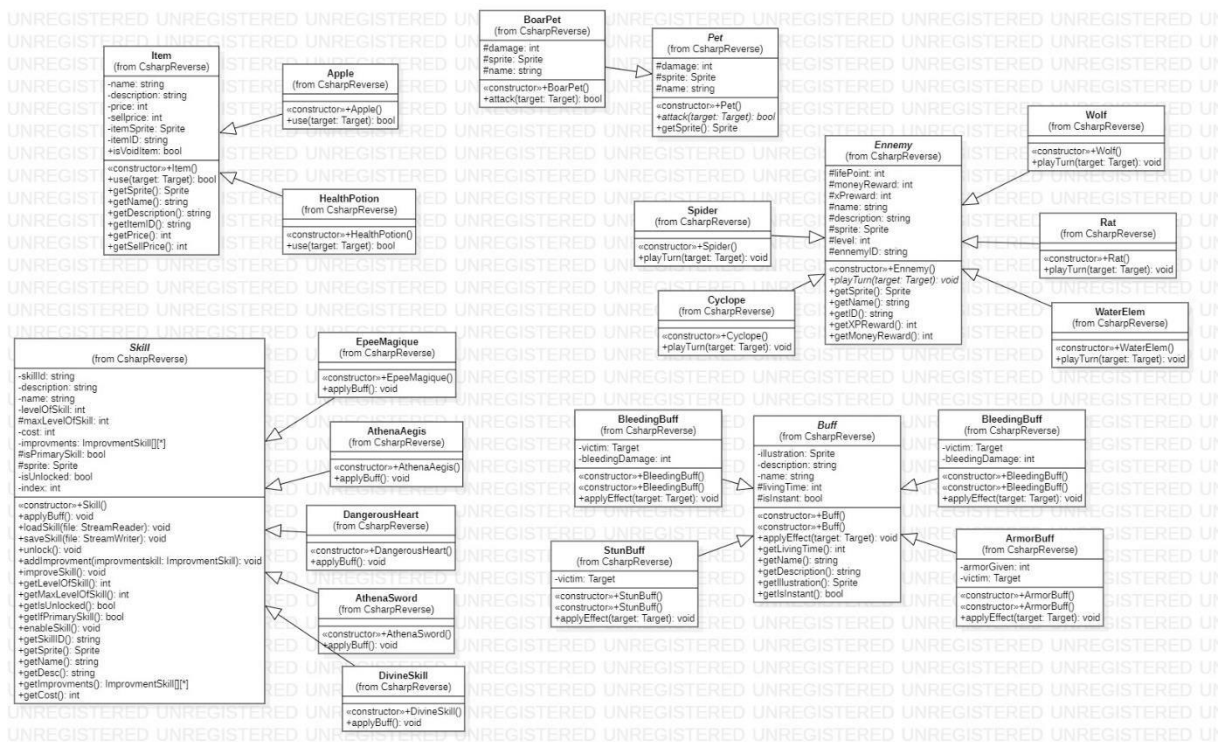 Item
(from CsharpReverse)
-name: string
-description: string
-price: int
-sellprice: int
-itemSprite: Sprite
-itemID: string
+isVoidItem: bool
«constructor»+Item()
+use(target: Target): bool
+getSprite(): Sprite
+getName(): string
+getDescription(): string
+getItemID(): string
+getPrice(): int
+getSellPrice(): int
Apple
(from CsharpReverse)
«constructor»+Apple()
+use(target: Target): bool
HealthPotion
(from CsharpReverse)
«constructor»+HealthPotion()
+use(target: Target): bool
BoarPet
(from CsharpReverse)
#damage: int
#sprite: Sprite
#name: string
«constructor»+BoarPet()
+attack(target: Target): bool
Pet
(from CsharpReverse)
#damage: int
#sprite: Sprite
#name: string
«constructor»+Pet()
+attack(target: Target): bool
+getSprite(): Sprite
Ennemy
(from CsharpReverse)
#lifePoint: int
#moneyReward: int
#xPreward: int
#name: string
#description: string
#sprite: Sprite
#level: int
#ennemyID: string
«constructor»+Ennemy()
+playTurn(target: Target): void
+getSprite(): Sprite
+getName(): string
+getID(): string
+getXPReward(): int
+getMoneyReward(): int
Wolf
(from CsharpReverse)
«constructor»+Wolf()
+playTurn(target: Target): void
Spider
(from CsharpReverse)
«constructor»+Spider()
+playTurn(target: Target): void
Rat
(from CsharpReverse)
«constructor»+Rat()
+playTurn(target: Target): void
Cyclope
(from CsharpReverse)
«constructor»+Cyclope()
+playTurn(target: Target): void
WaterElem
(from CsharpReverse)
«constructor»+WaterElem()
+playTurn(target: Target): void
Skill
(from CsharpReverse)
-skillId: string
-description: string
-name: string
-levelOfSkill: int
#maxLevelOfSkill: int
-cost: int
-improvments: ImprovmentSkill[][*]
#isPrimarySkill: bool
#sprite: Sprite
-isUnlocked: bool
-index: int
«constructor»+Skill()
+applyBuff(): void
+loadSkill(file: StreamReader): void
+saveSkill(file: StreamWriter): void
+unlock(): void
+addImprovment(improvmentskill: ImprovmentSkill): void
+improveSkill(): void
+getLevelOfSkill(): int
+getMaxLevelOfSkill(): int
+getIsUnlocked(): bool
+getIfPrimarySkill(): bool
+enableSkill(): void
+getSkillID(): string
+getSprite(): Sprite
+getName(): string
+getDesc(): string
+getImprovments(): ImprovmentSkill[][*]
+getCost(): int
EpeeMagique
(from CsharpReverse)
«constructor»+EpeeMagique()
+applyBuff(): void
AthenaAegis
(from CsharpReverse)
«constructor»+AthenaAegis()
+applyBuff(): void
DangerousHeart
(from CsharpReverse)
«constructor»+DangerousHeart()
+applyBuff(): void
AthenaSword
(from CsharpReverse)
«constructor»+AthenaSword()
+applyBuff(): void
DivineSkill
(from CsharpReverse)
«constructor»+DivineSkill()
+applyBuff(): void
BleedingBuff
(from CsharpReverse)
-victim: Target
-bleedingDamage: int
«constructor»+BleedingBuff()
«constructor»+BleedingBuff()
+applyEffect(target: Target): void
Buff
(from CsharpReverse)
-illustration: Sprite
-description: string
-name: string
#livingTime: int
#isInstant: bool
«constructor»+Buff()
«constructor»+Buff()
+applyEffect(target: Target): void
+getLivingTime(): int
+getName(): string
+getDescription(): string
+getIllustration(): Sprite
+getIsInstant(): bool
BleedingBuff
(from CsharpReverse)
-victim: Target
-bleedingDamage: int
«constructor»+BleedingBuff()
«constructor»+BleedingBuff()
+applyEffect(target: Target): void
StunBuff
(from CsharpReverse)
-victim: Target
«constructor»+StunBuff()
«constructor»+StunBuff()
+applyEffect(target: Target): void
ArmorBuff
(from CsharpReverse)
-armorGiven: int
-victim: Target
«constructor»+ArmorBuff()
«constructor»+ArmorBuff()
+applyEffect(target: Target): void